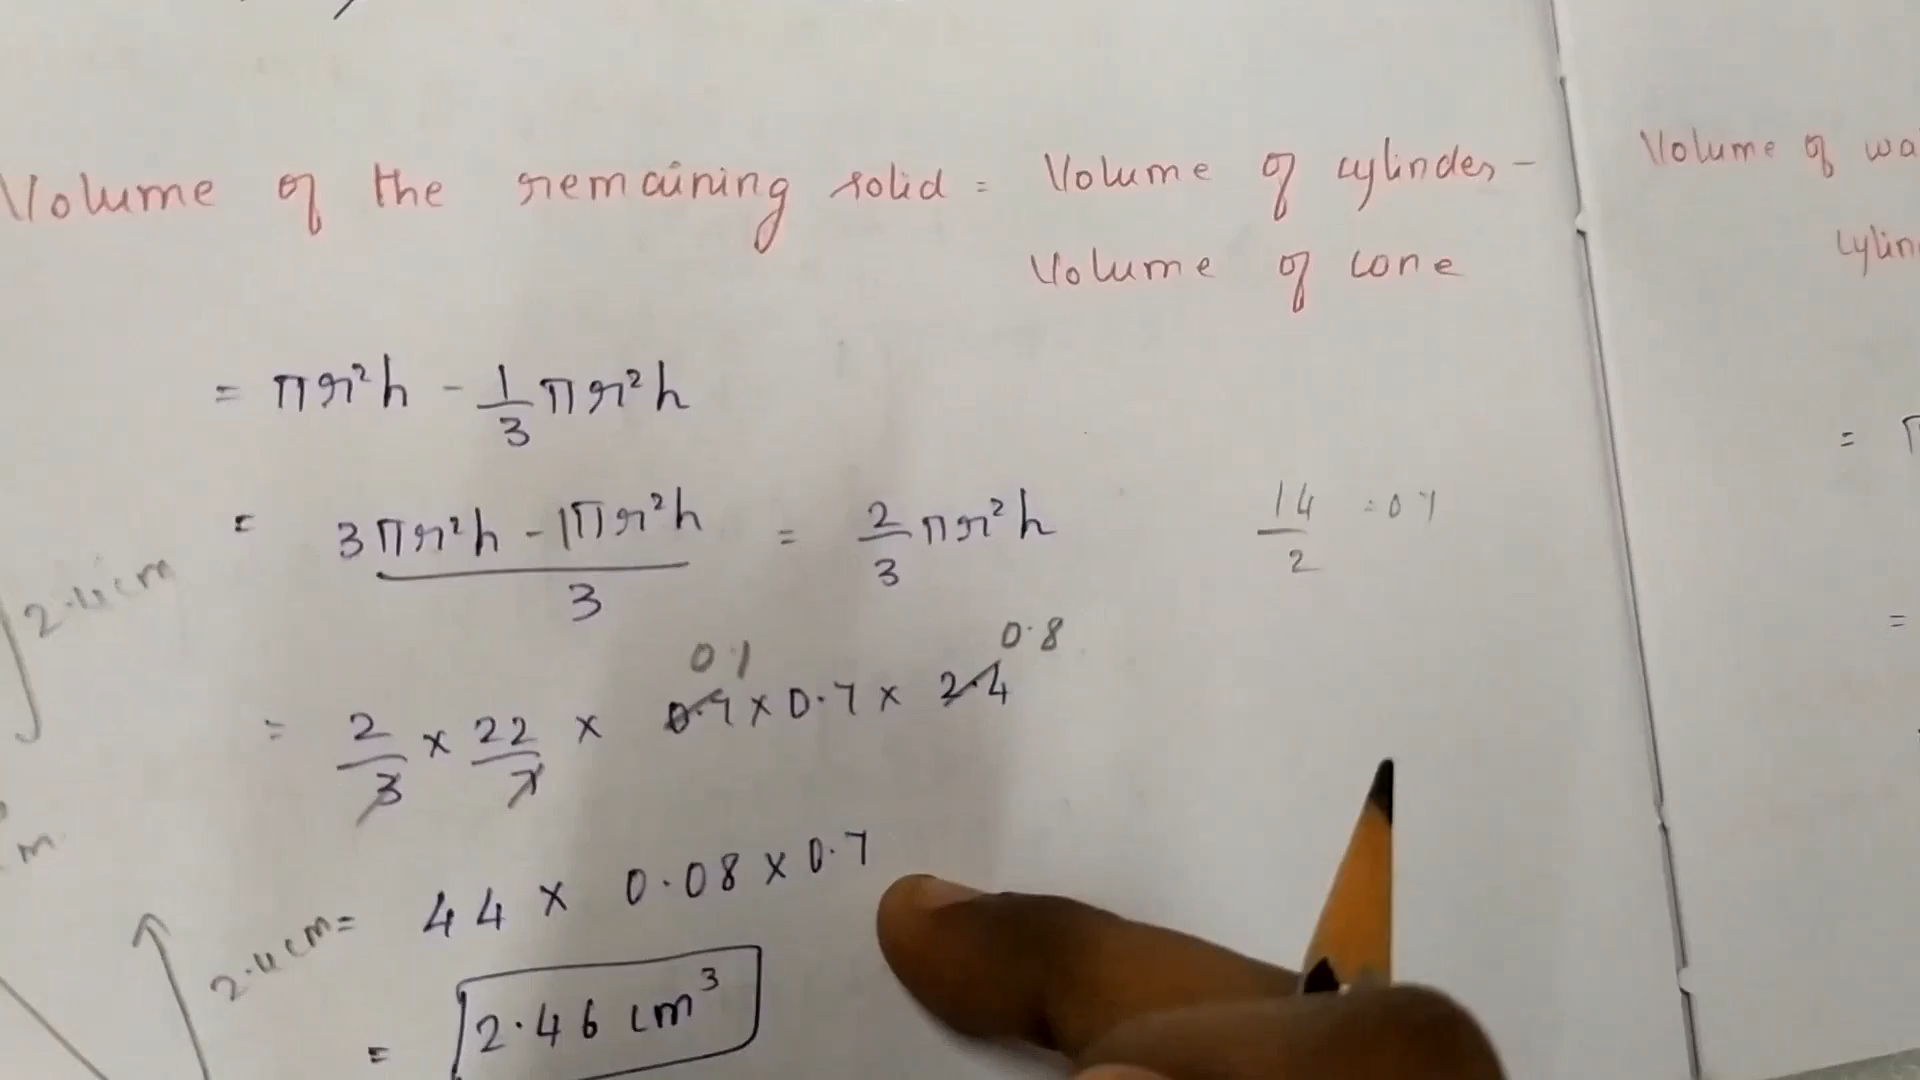 Volume of the remaining solid = Volume of cylinder -
Volume of cone
= πr²h - 1/3 πr²h
= 3πr²h - 1πr²h / 3 = 2/3 πr²h
14/2 = 0.7
2.4cm
0.1 0.8
= 2/3 × 22/7 × 0.7 × 0.7 × 2.4
= 44 × 0.08 × 0.7
2.4cm
= 2.46 cm³
m
Volume of
=
=